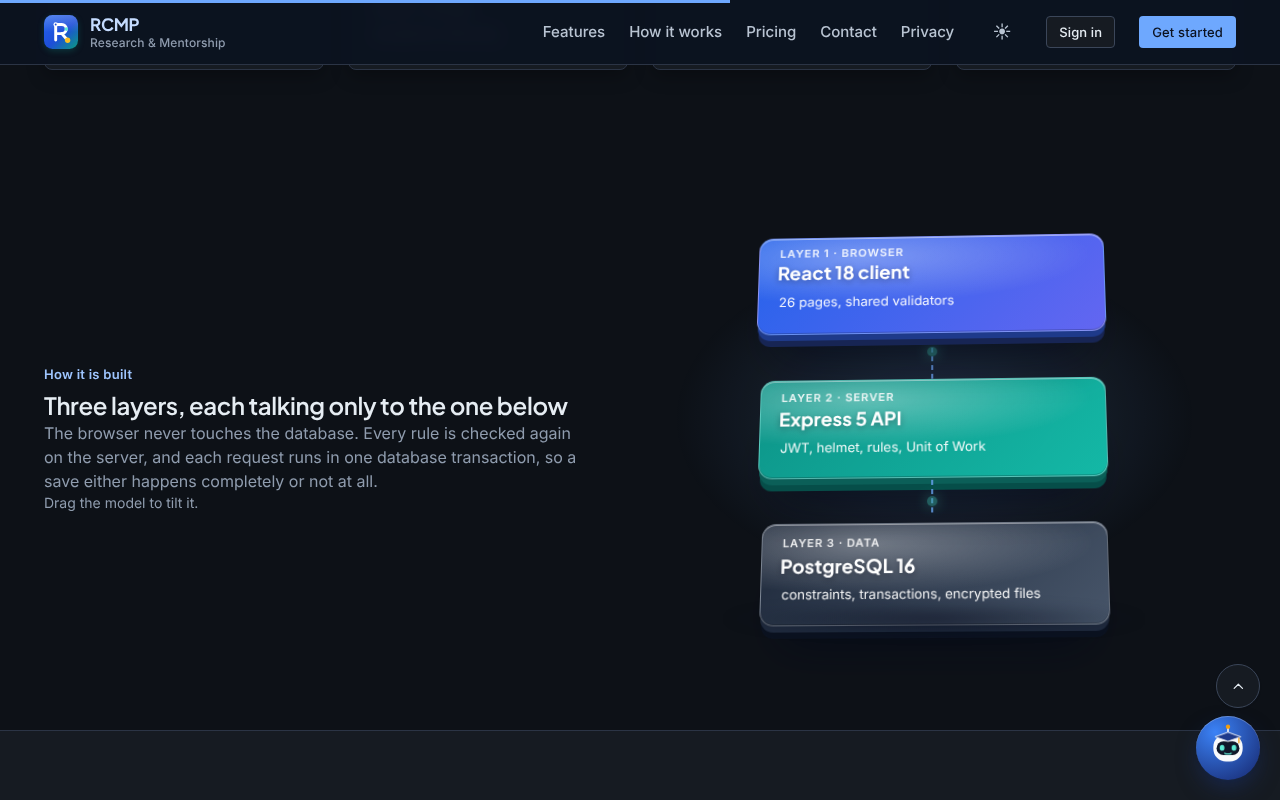 RCMP
Research & Mentorship
Features
How it works
Pricing
Contact
Privacy
Sign in
Get started
How it is built
Three layers, each talking only to the one below
The browser never touches the database. Every rule is checked again
on the server, and each request runs in one database transaction, so a
save either happens completely or not at all.
Drag the model to tilt it.
LAYER 1 · BROWSER
React 18 client
26 pages, shared validators
LAYER 2 · SERVER
Express 5 API
JWT, helmet, rules, Unit of Work
LAYER 3 · DATA
PostgreSQL 16
constraints, transactions, encrypted files